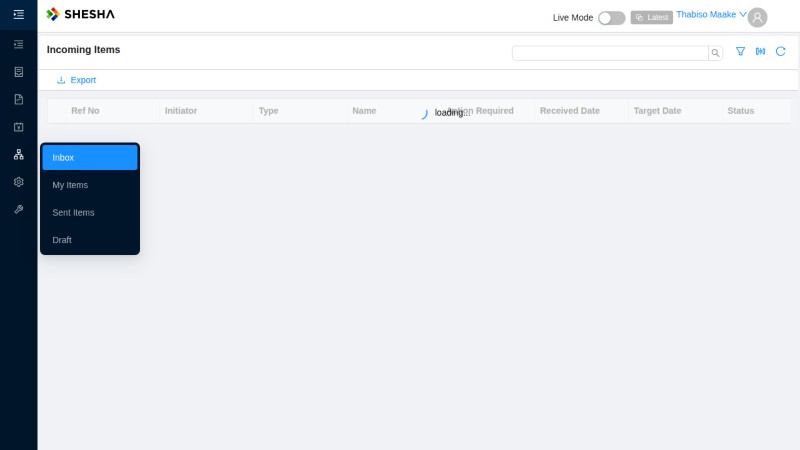 SHESHA
Live Mode
Latest
Thabiso Maake
Incoming Items
Export
Ref No Initiator Type Name Action Required Received Date Target Date Status
loading...
Inbox
My Items
Sent Items
Draft